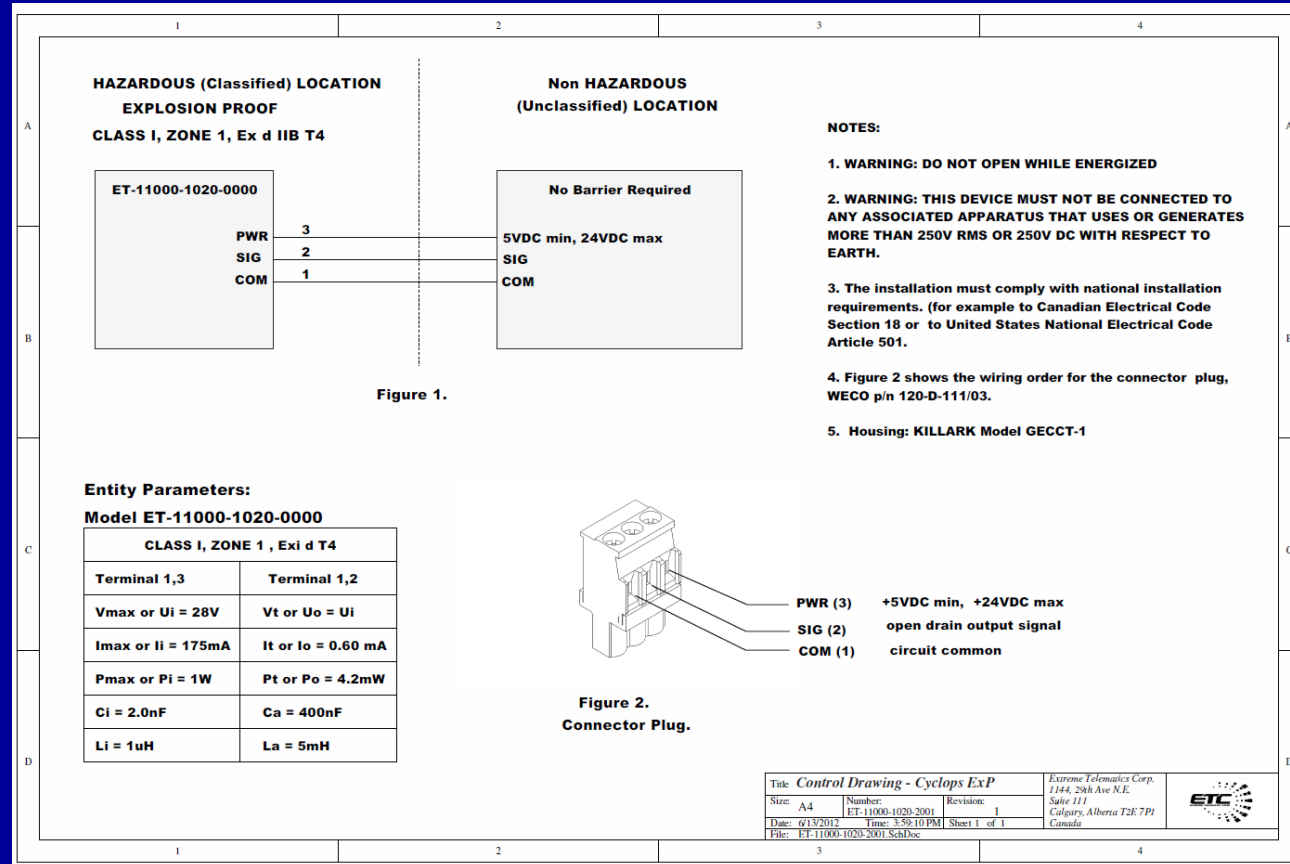 1 2 3 4
HAZARDOUS (Classified) LOCATION
EXPLOSION PROOF
CLASS I, ZONE 1, Ex d IIB T4
Non HAZARDOUS
(Unclassified) LOCATION
A A
ET-11000-1020-0000
PWR
SIG
COM
3
2
1
No Barrier Required
5VDC min, 24VDC max
SIG
COM
B B
Figure 1.
NOTES:
1. WARNING: DO NOT OPEN WHILE ENERGIZED
2. WARNING: THIS DEVICE MUST NOT BE CONNECTED TO
ANY ASSOCIATED APPARATUS THAT USES OR GENERATES
MORE THAN 250V RMS OR 250V DC WITH RESPECT TO
EARTH.
3. The installation must comply with national installation
requirements. (for example to Canadian Electrical Code
Section 18 or to United States National Electrical Code
Article 501.
4. Figure 2 shows the wiring order for the connector plug,
WECO p/n 120-D-111/03.
5. Housing: KILLARK Model GECCT-1
Entity Parameters:
Model ET-11000-1020-0000
CLASS I, ZONE 1 , Exi d T4
Terminal 1,3 Terminal 1,2
Vmax or Ui = 28V Vt or Uo = Ui
Imax or Ii = 175mA It or Io = 0.60 mA
Pmax or Pi = 1W Pt or Po = 4.2mW
Ci = 2.0nF Ca = 400nF
Li = 1uH La = 5mH
C C
PWR (3) +5VDC min, +24VDC max
SIG (2) open drain output signal
COM (1) circuit common
Figure 2.
Connector Plug.
D D
Title Control Drawing - Cyclops ExP
Size: A4 Number: ET-11000-1020-2001 Revision: 1
Date: 6/13/2012 Time: 3:59:10 PM Sheet 1 of 1
File: ET-11000-1020-2001.SchDoc
Extreme Telematics Corp.
1144, 29th Ave N.E.
Suite 111
Calgary, Alberta T2E 7P1
Canada
ETC
1 2 3 4